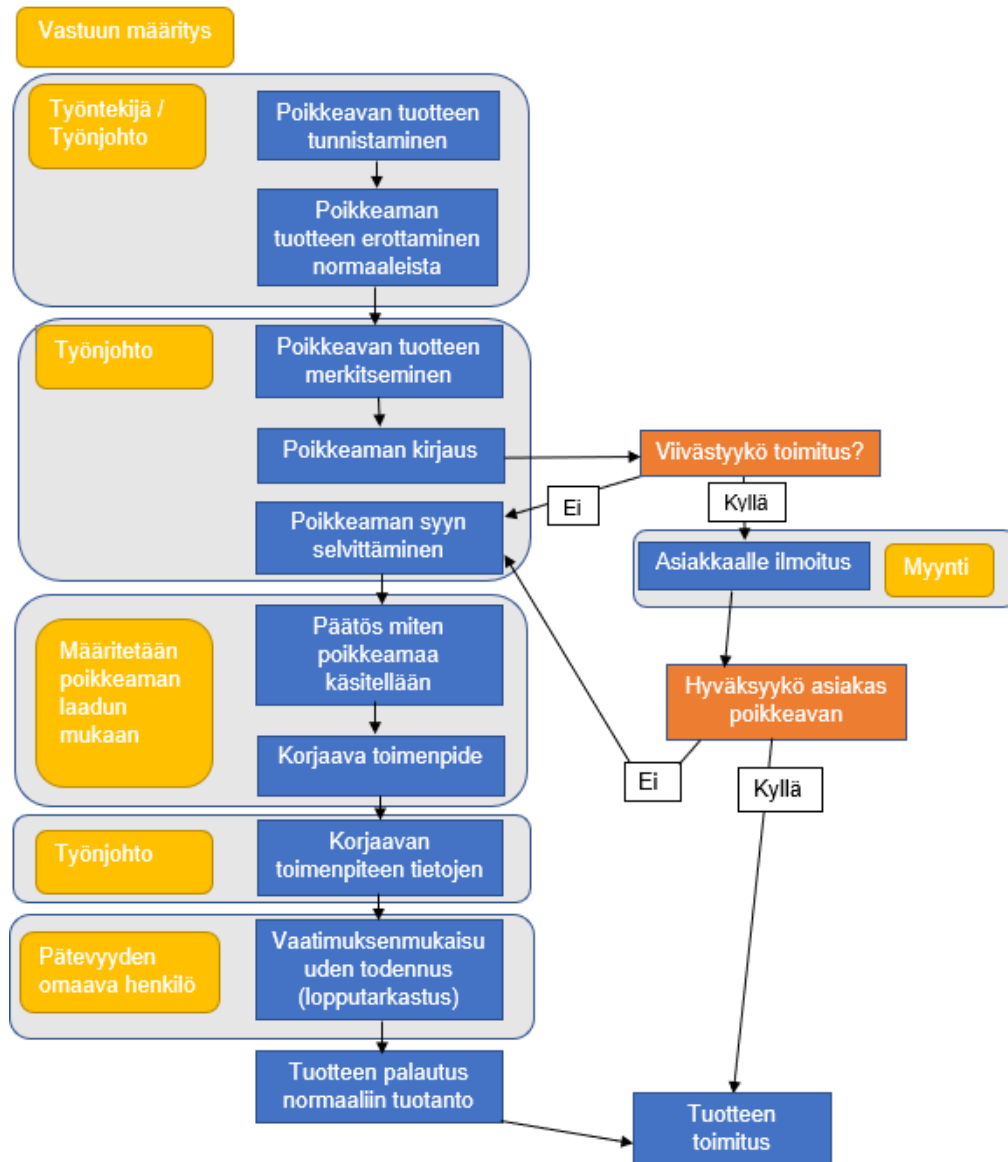 Vastuun määritys
Työntekijä /
Työnjohto
Poikkeavan tuotteen
tunnistaminen
Poikkeaman
tuotteen erottaminen
normaaleista
Työnjohto
Poikkeavan tuotteen
merkitseminen
Poikkeaman kirjaus
Viivästyykö toimitus?
Ei
Kyllä
Poikkeaman syyn
selvittäminen
Asiakkaalle ilmoitus
Myynti
Määritetään
poikkeaman
laadun
mukaan
Päätös miten
poikkeamaa
käsitellään
Hyväksyykö asiakas
poikkeavan
Korjaava toimenpide
Ei
Kyllä
Työnjohto
Korjaavan
toimenpiteen tietojen
Pätevyyden
omaava henkilö
Vaatimuksenmukaisu
uden todennus
(lopputarkastus)
Tuotteen palautus
normaaliin tuotanto
Tuotteen
toimitus